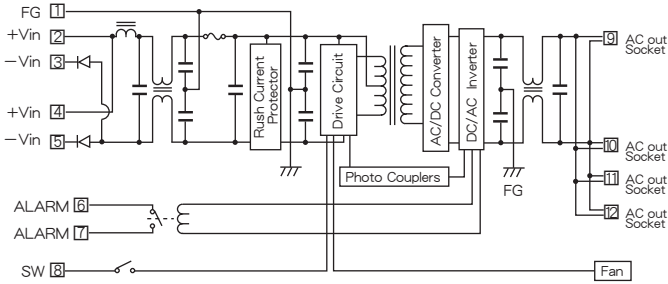 FG 1
+Vin 2
−Vin 3
+Vin 4
−Vin 5
Rush Current
Protector
Drive Circuit
AC/DC Converter
DC/AC Inverter
Photo Couplers
FG
9 AC out
Socket
10 AC out
Socket
11 AC out
Socket
12 AC out
Socket
ALARM 6
ALARM 7
SW 8
Fan